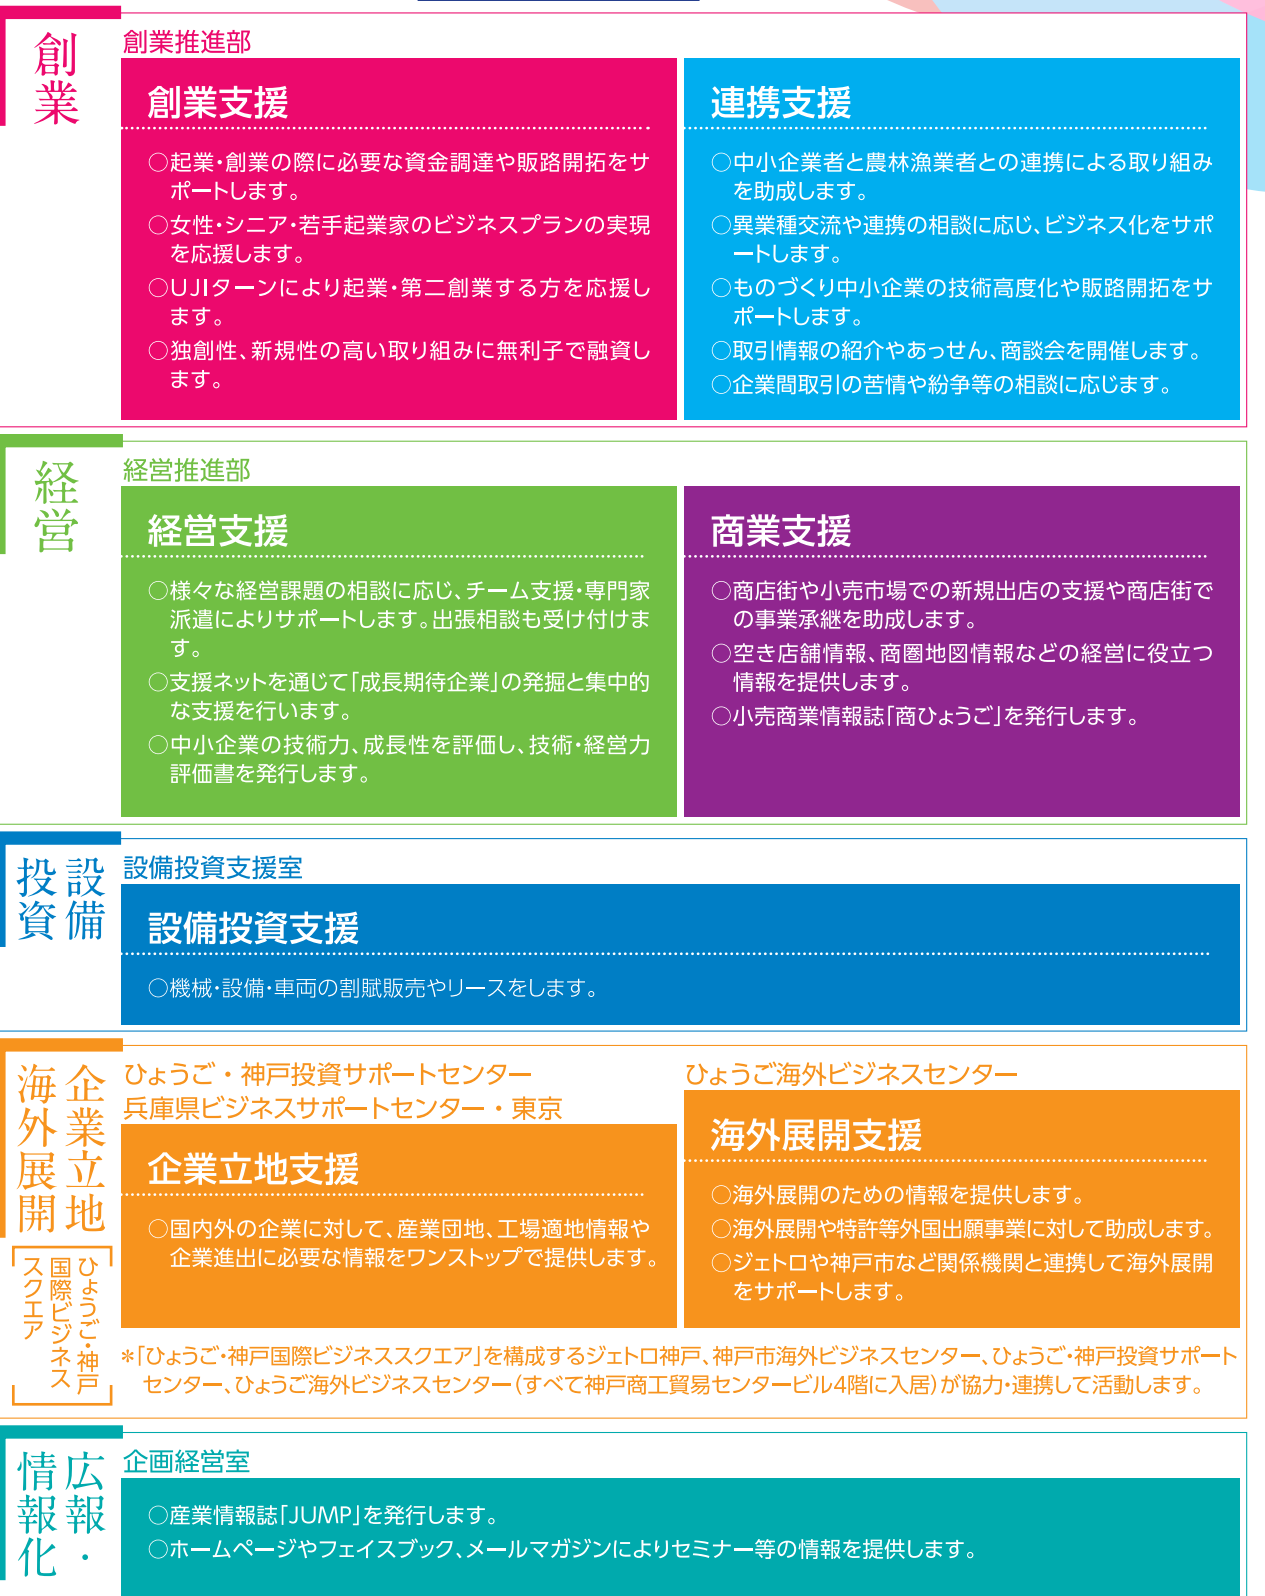 創業
創業推進部
創業支援
○起業・創業の際に必要な資金調達や販路開拓をサ
ポートします。
○女性・シニア・若手起業家のビジネスプランの実現
を応援します。
○UJIターンにより起業・第二創業する方を応援し
ます。
○独創性、新規性の高い取り組みに無利子で融資し
ます。
連携支援
○中小企業者と農林漁業者との連携による取り組み
を助成します。
○異業種交流や連携の相談に応じ、ビジネス化をサポ
ートします。
○ものづくり中小企業の技術高度化や販路開拓をサ
ポートします。
○取引情報の紹介やあっせん、商談会を開催します。
○企業間取引の苦情や紛争等の相談に応じます。
経営
経営推進部
経営支援
○様々な経営課題の相談に応じ、チーム支援・専門家
派遣によりサポートします。出張相談も受け付けま
す。
○支援ネットを通じて「成長期待企業」の発掘と集中的
な支援を行います。
○中小企業の技術力、成長性を評価し、技術・経営力
評価書を発行します。
商業支援
○商店街や小売市場での新規出店の支援や商店街で
の事業承継を助成します。
○空き店舗情報、商圏地図情報などの経営に役立つ
情報を提供します。
○小売商業情報誌「商ひょうご」を発行します。
設備
投資
設備投資支援室
設備投資支援
○機械・設備・車両の割賦販売やリースをします。
企業立地
海外展開
ひょうご・神戸
国際ビジネス
スクエア
ひょうご・神戸投資サポートセンター
兵庫県ビジネスサポートセンター・東京
企業立地支援
○国内外の企業に対して、産業団地、工場適地情報や
企業進出に必要な情報をワンストップで提供します。
ひょうご海外ビジネスセンター
海外展開支援
○海外展開のための情報を提供します。
○海外展開や特許等外国出願事業に対して助成します。
○ジェトロや神戸市など関係機関と連携して海外展開
をサポートします。
＊「ひょうご・神戸国際ビジネススクエア」を構成するジェトロ神戸、神戸市海外ビジネスセンター、ひょうご・神戸投資サポート
センター、ひょうご海外ビジネスセンター（すべて神戸商工貿易センタービル4階に入居）が協力・連携して活動します。
広報・
情報化
企画経営室
○産業情報誌「JUMP」を発行します。
○ホームページやフェイスブック、メールマガジンによりセミナー等の情報を提供します。